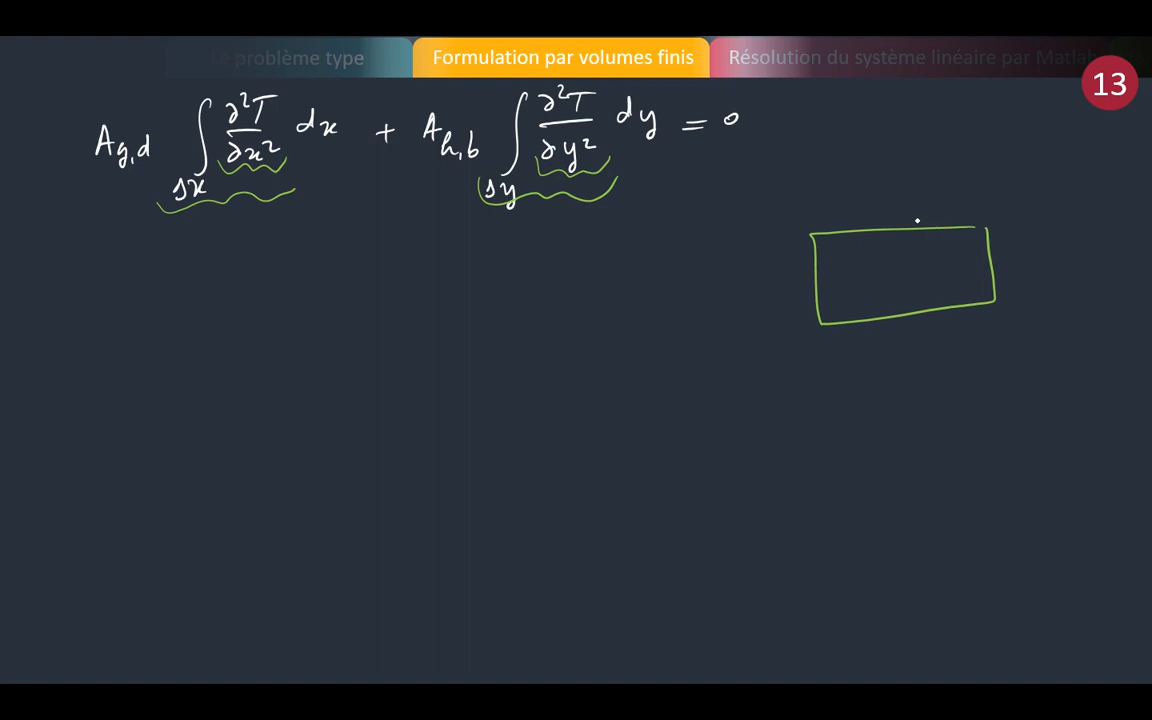 Le problème type
Formulation par volumes finis
Résolution du système linéaire par Matlab
13
A_{g,d} ∫_{Δx} ∂²T/∂x² dx + A_{h,b} ∫_{Δy} ∂²T/∂y² dy = 0